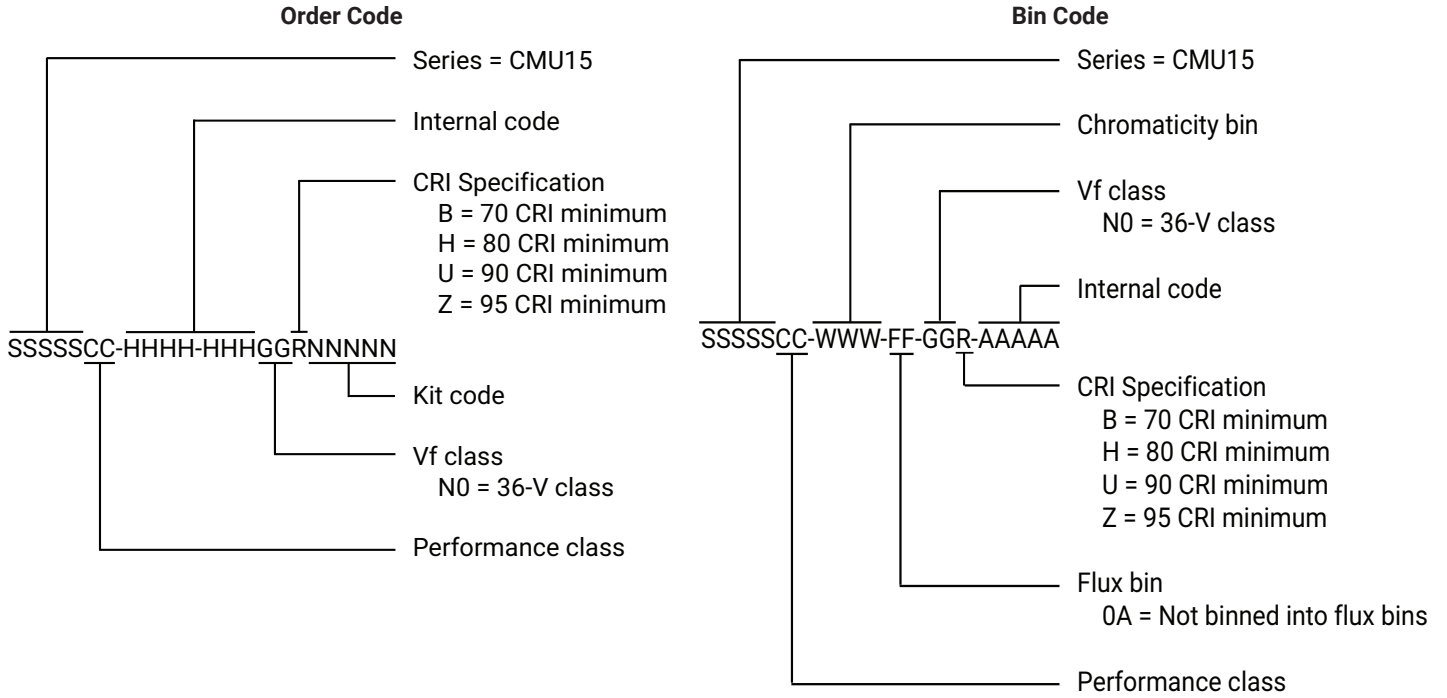 Order Code
Series = CMU15
Internal code
CRI Specification
B = 70 CRI minimum
H = 80 CRI minimum
U = 90 CRI minimum
Z = 95 CRI minimum
SSSSSCC-HHHH-HHHGGRNNNNN
Kit code
Vf class
N0 = 36-V class
Performance class
Bin Code
Series = CMU15
Chromaticity bin
Vf class
N0 = 36-V class
Internal code
SSSSSCC-WWW-FF-GGR-AAAAA
CRI Specification
B = 70 CRI minimum
H = 80 CRI minimum
U = 90 CRI minimum
Z = 95 CRI minimum
Flux bin
0A = Not binned into flux bins
Performance class